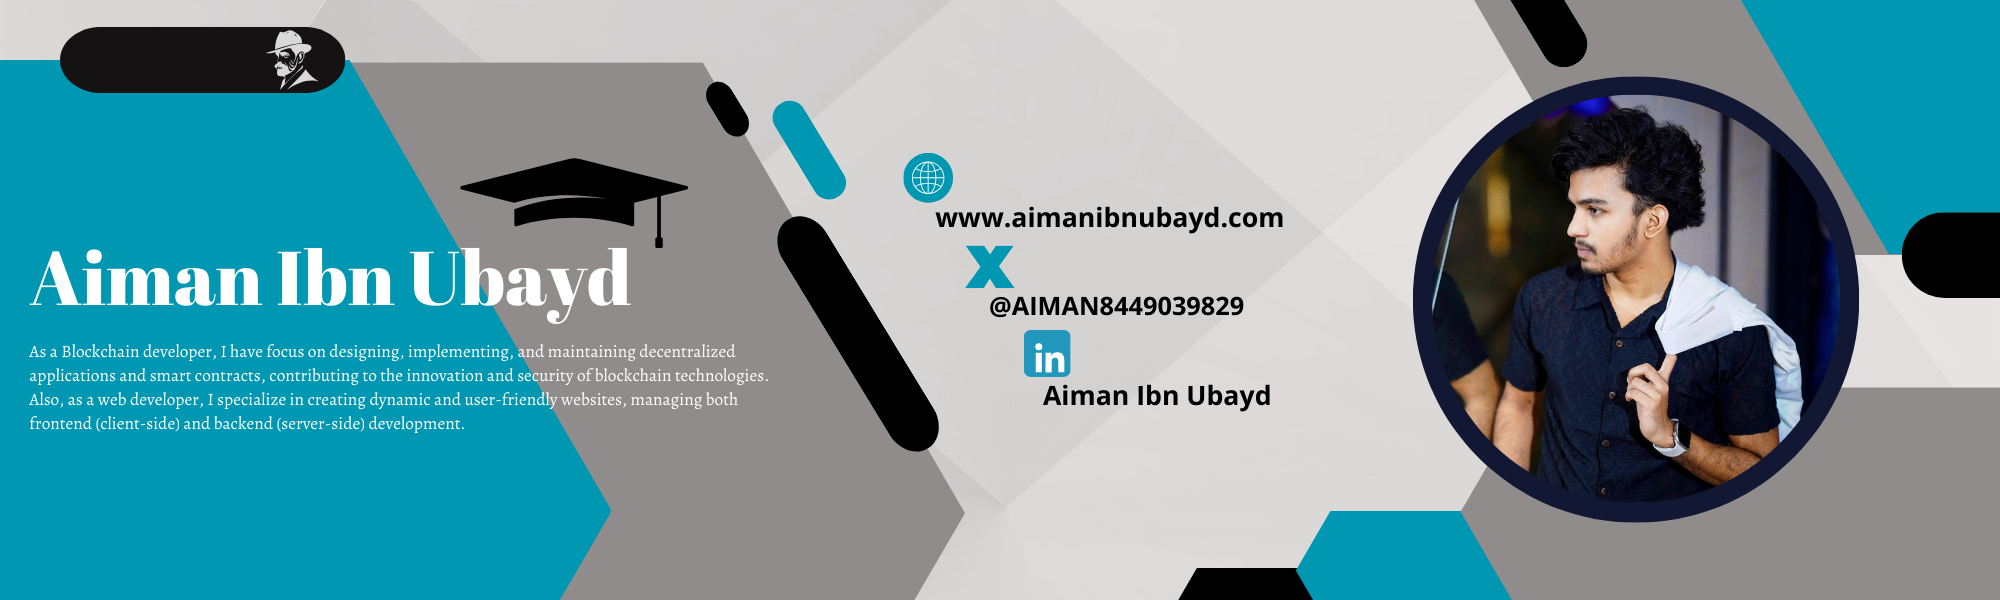 Aiman Ibn Ubayd
As a Blockchain developer, I have focus on designing, implementing, and maintaining decentralized
applications and smart contracts, contributing to the innovation and security of blockchain technologies.
Also, as a web developer, I specialize in creating dynamic and user-friendly websites, managing both
frontend (client-side) and backend (server-side) development.
www.aimanibnubayd.com
X
@AIMAN8449039829
in
Aiman Ibn Ubayd